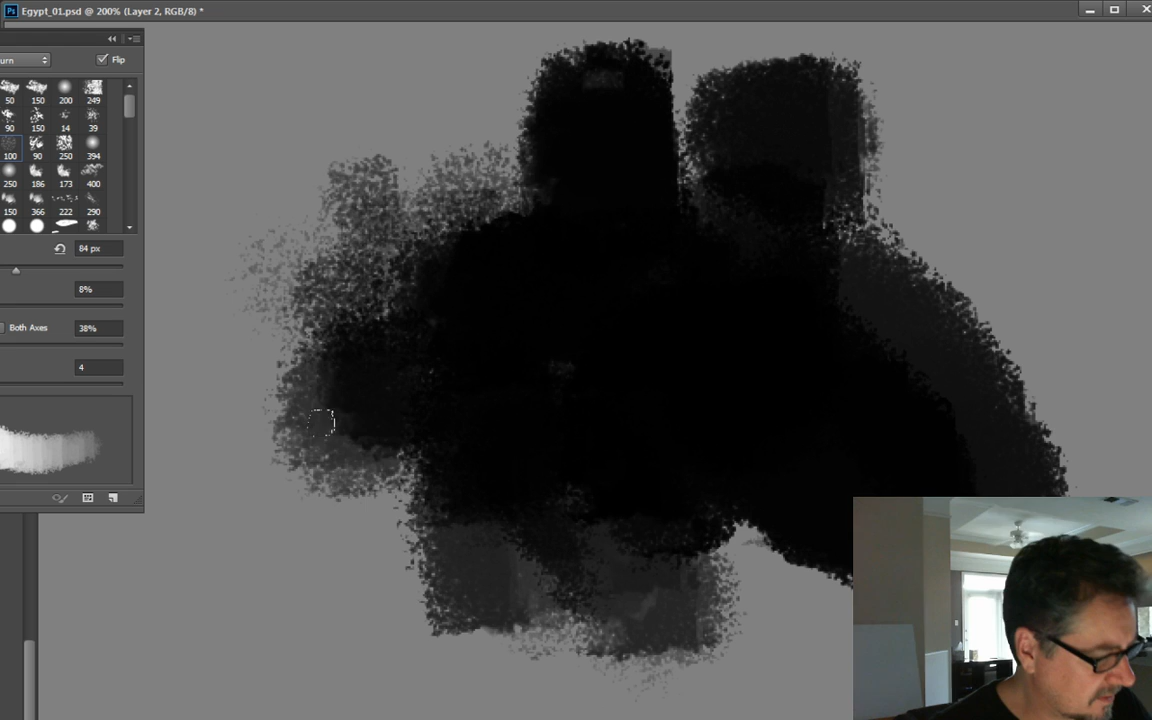 Ps Egypt_01.psd @ 200% (Layer 2, RGB/8) *
urn Flip
50 150 200 249
90 150 14 39
100 90 250 394
250 186 173 400
150 366 222 290
84 px
8%
Both Axes 38%
4